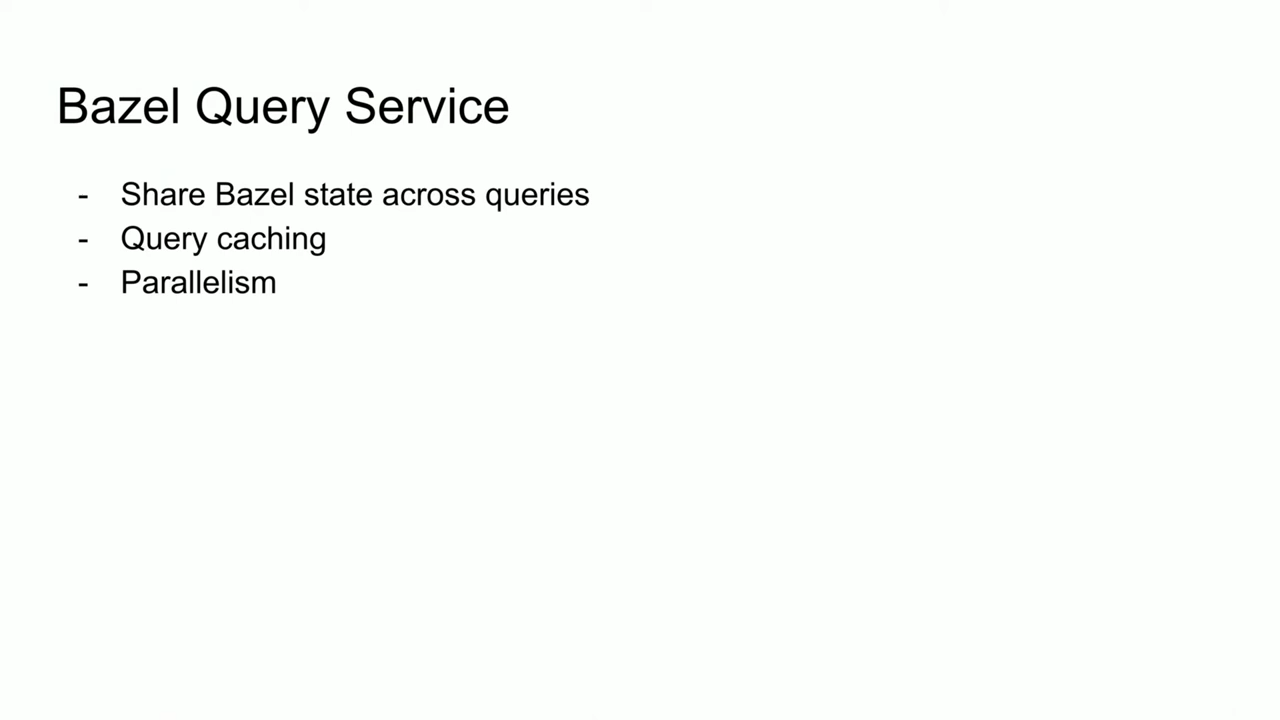 Bazel Query Service
- Share Bazel state across queries
- Query caching
- Parallelism